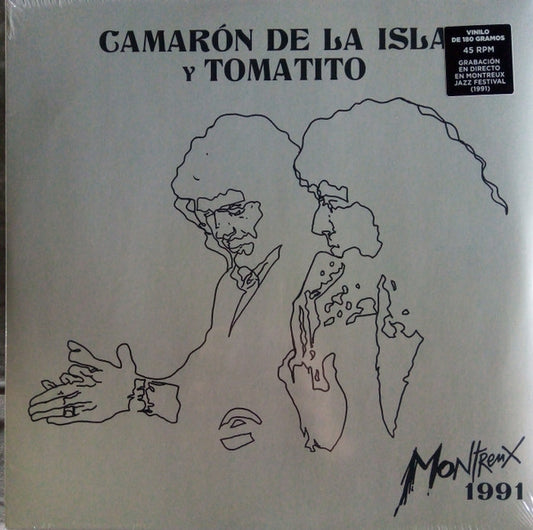 CAMARÓN DE LA ISLA
Y TOMATITO
VINILO
DE 180 GRAMOS
45 RPM
GRABACIÓN
EN DIRECTO
EN MONTREUX
JAZZ FESTIVAL
(1991)
MONTREUX
1991